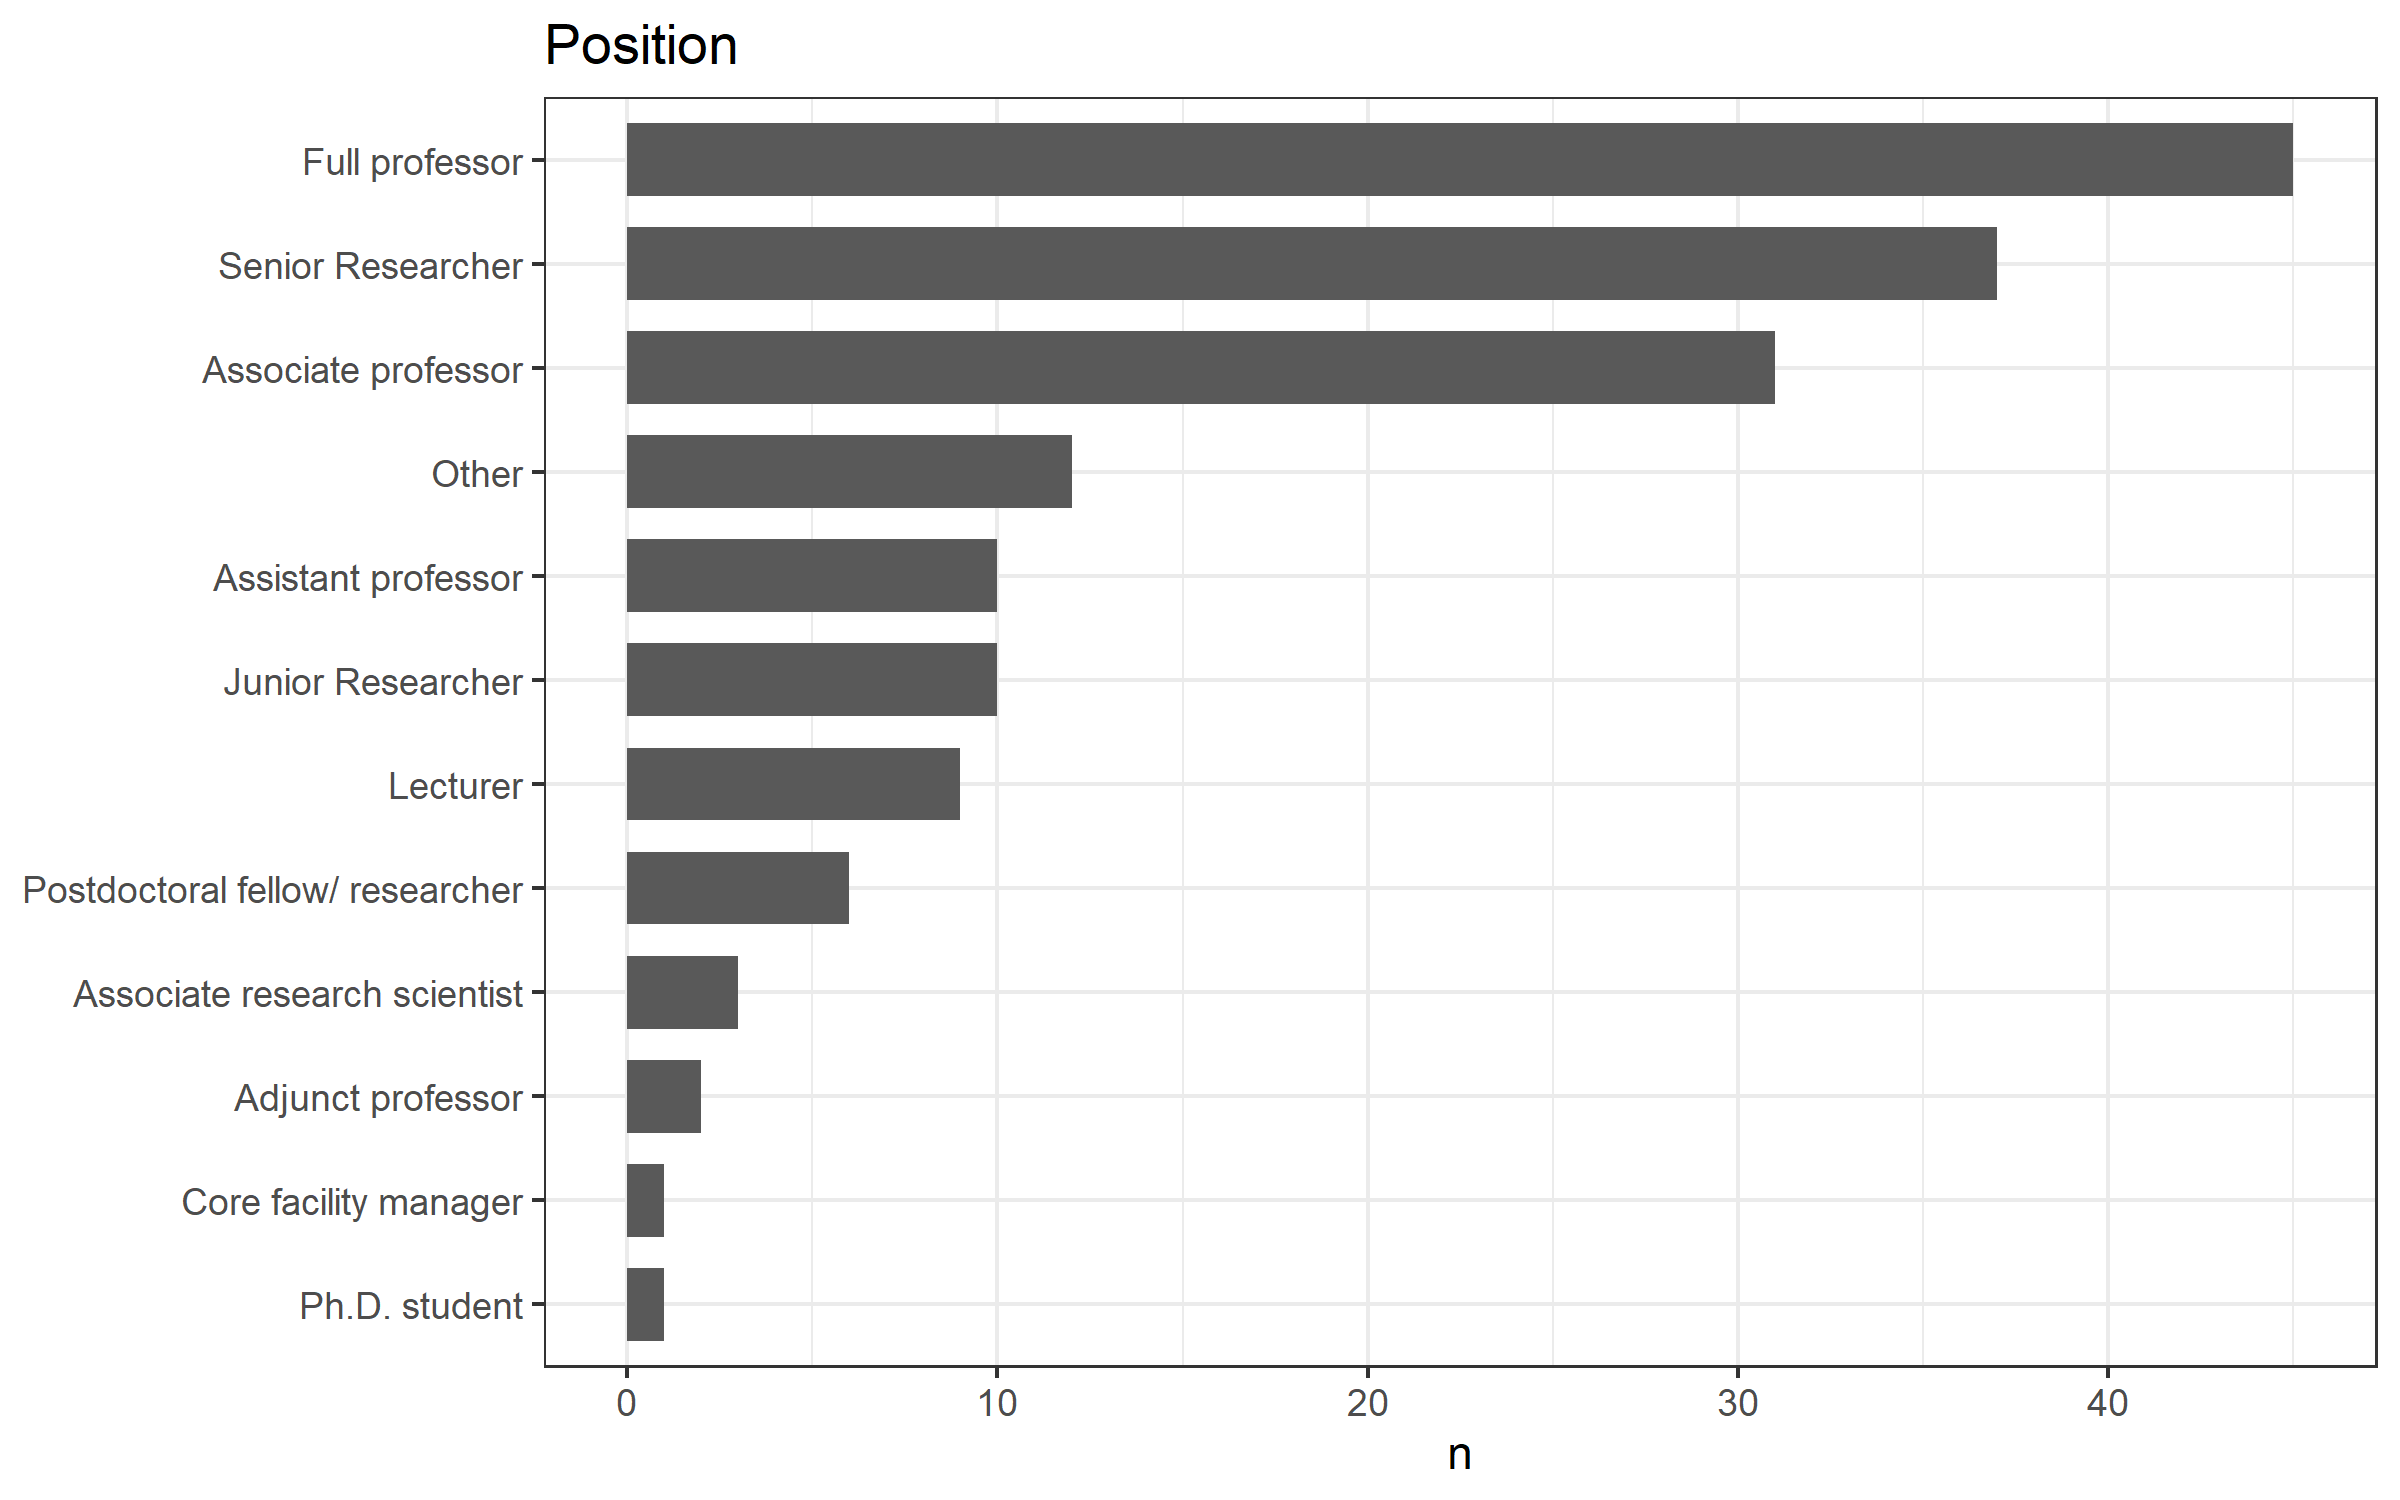 Position
Full professor
Senior Researcher
Associate professor
Other
Assistant professor
Junior Researcher
Lecturer
Postdoctoral fellow/ researcher
Associate research scientist
Adjunct professor
Core facility manager
Ph.D. student
0 10 20 30 40
n